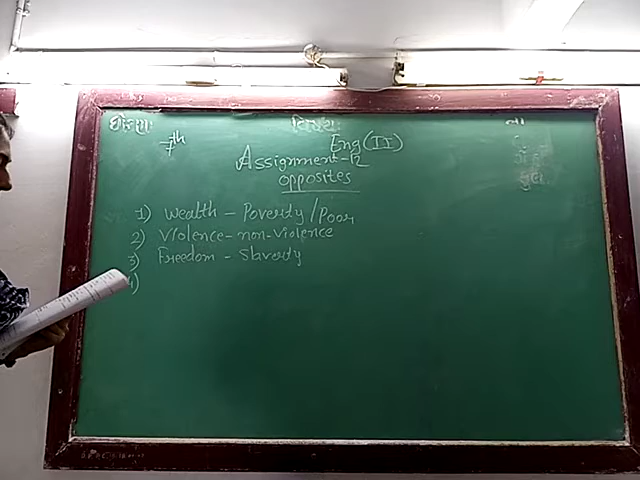 ધોરણ: વિષય: તા
7th Eng (II)
Assignment-12
opposites
1) Wealth - Poverty / Poor
2) Violence - non-violence
3) Freedom - Slaverty
4)